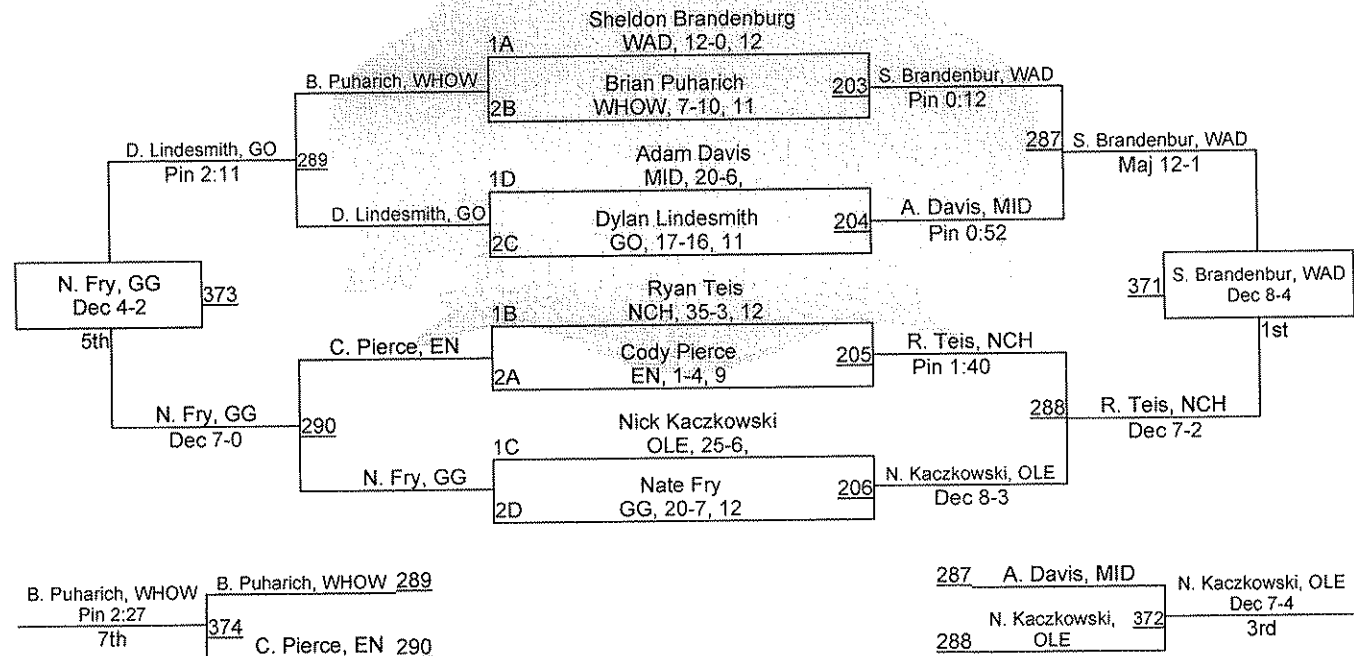 Sheldon Brandenburg
1A WAD, 12-0, 12
B. Puharich, WHOW
Brian Puharich
2B WHOW, 7-10, 11
203
S. Brandenbur, WAD
Pin 0:12
D. Lindesmith, GO
Pin 2:11
289
Adam Davis
1D MID, 20-6,
287
S. Brandenbur, WAD
Maj 12-1
D. Lindesmith, GO
Dylan Lindesmith
2C GO, 17-16, 11
204
A. Davis, MID
Pin 0:52
N. Fry, GG
Dec 4-2
373
5th
Ryan Teis
1B NCH, 35-3, 12
371
S. Brandenbur, WAD
Dec 8-4
1st
C. Pierce, EN
Cody Pierce
2A EN, 1-4, 9
205
R. Teis, NCH
Pin 1:40
N. Fry, GG
Dec 7-0
290
Nick Kaczkowski
1C OLE, 25-6,
288
R. Teis, NCH
Dec 7-2
N. Fry, GG
Nate Fry
2D GG, 20-7, 12
206
N. Kaczkowski, OLE
Dec 8-3
B. Puharich, WHOW
Pin 2:27
7th
374
B. Puharich, WHOW 289
C. Pierce, EN 290
287 A. Davis, MID
N. Kaczkowski,
OLE
288
372
N. Kaczkowski, OLE
Dec 7-4
3rd